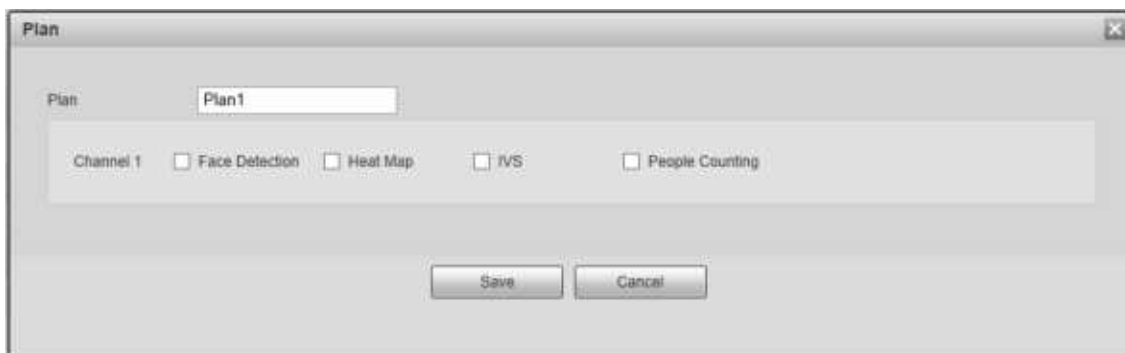 Plan
Plan Plan1
Channel 1 Face Detection Heat Map IVS People Counting
Save Cancel